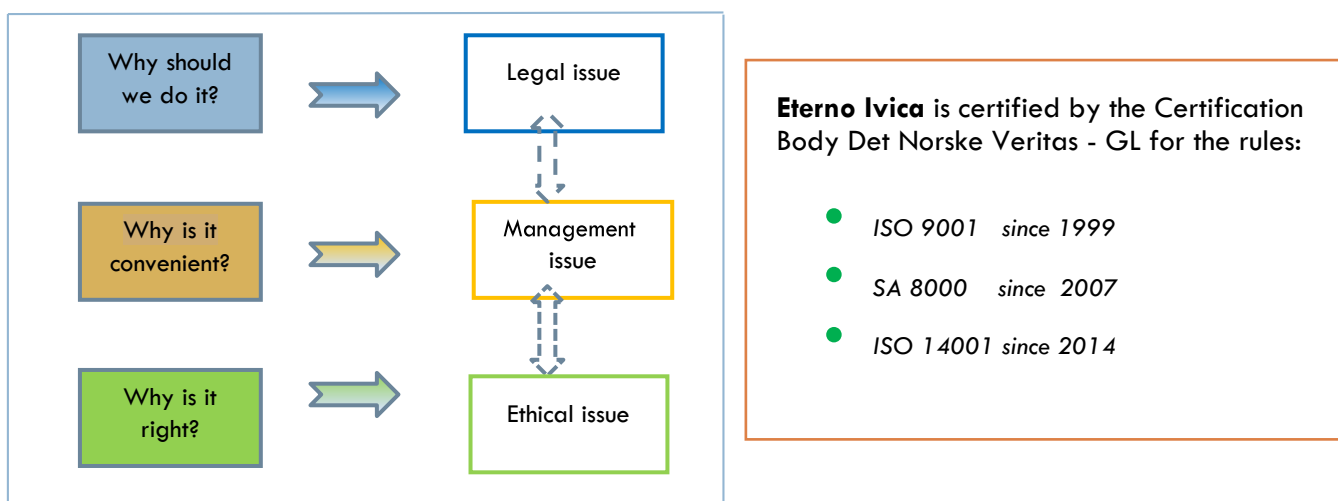 Why should
we do it?
Legal issue
Why is it
convenient?
Management
issue
Why is it
right?
Ethical issue
Eterno Ivica is certified by the Certification
Body Det Norske Veritas - GL for the rules:
ISO 9001 since 1999
SA 8000 since 2007
ISO 14001 since 2014